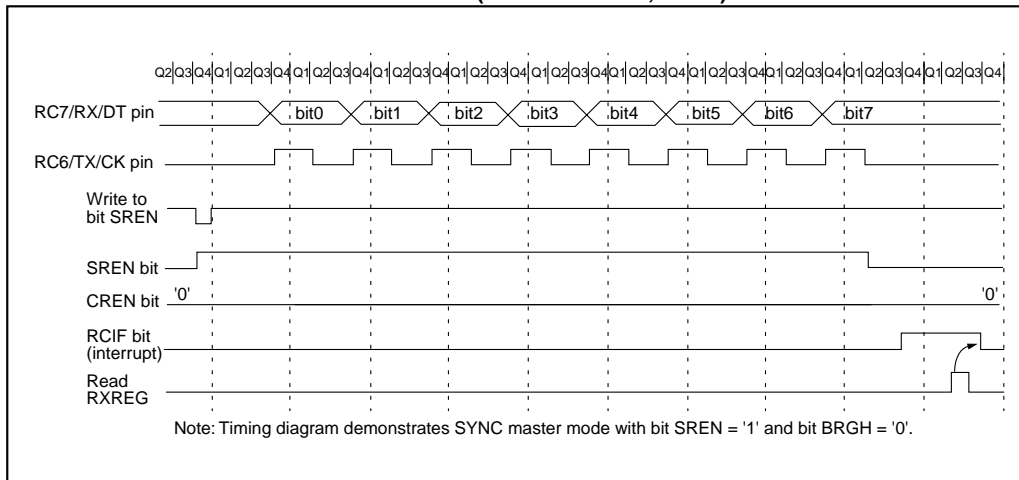 Q2 Q3 Q4 Q1 Q2 Q3 Q4 Q1 Q2 Q3 Q4 Q1 Q2 Q3 Q4 Q1 Q2 Q3 Q4 Q1 Q2 Q3 Q4 Q1 Q2 Q3 Q4 Q1 Q2 Q3 Q4 Q1 Q2 Q3 Q4 Q1 Q2 Q3 Q4 Q1 Q2 Q3 Q4
RC7/RX/DT pin bit0 bit1 bit2 bit3 bit4 bit5 bit6 bit7
RC6/TX/CK pin
Write to
bit SREN
SREN bit
CREN bit '0' '0'
RCIF bit
(interrupt)
Read
RXREG
Note: Timing diagram demonstrates SYNC master mode with bit SREN = '1' and bit BRGH = '0'.